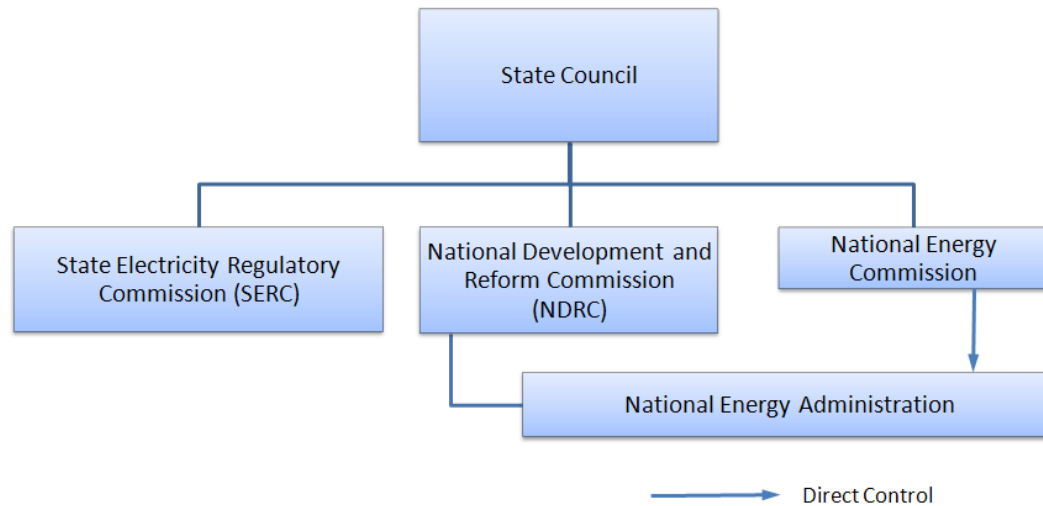 State Council
State Electricity Regulatory
Commission (SERC)
National Development and
Reform Commission
(NDRC)
National Energy
Commission
National Energy Administration
Direct Control